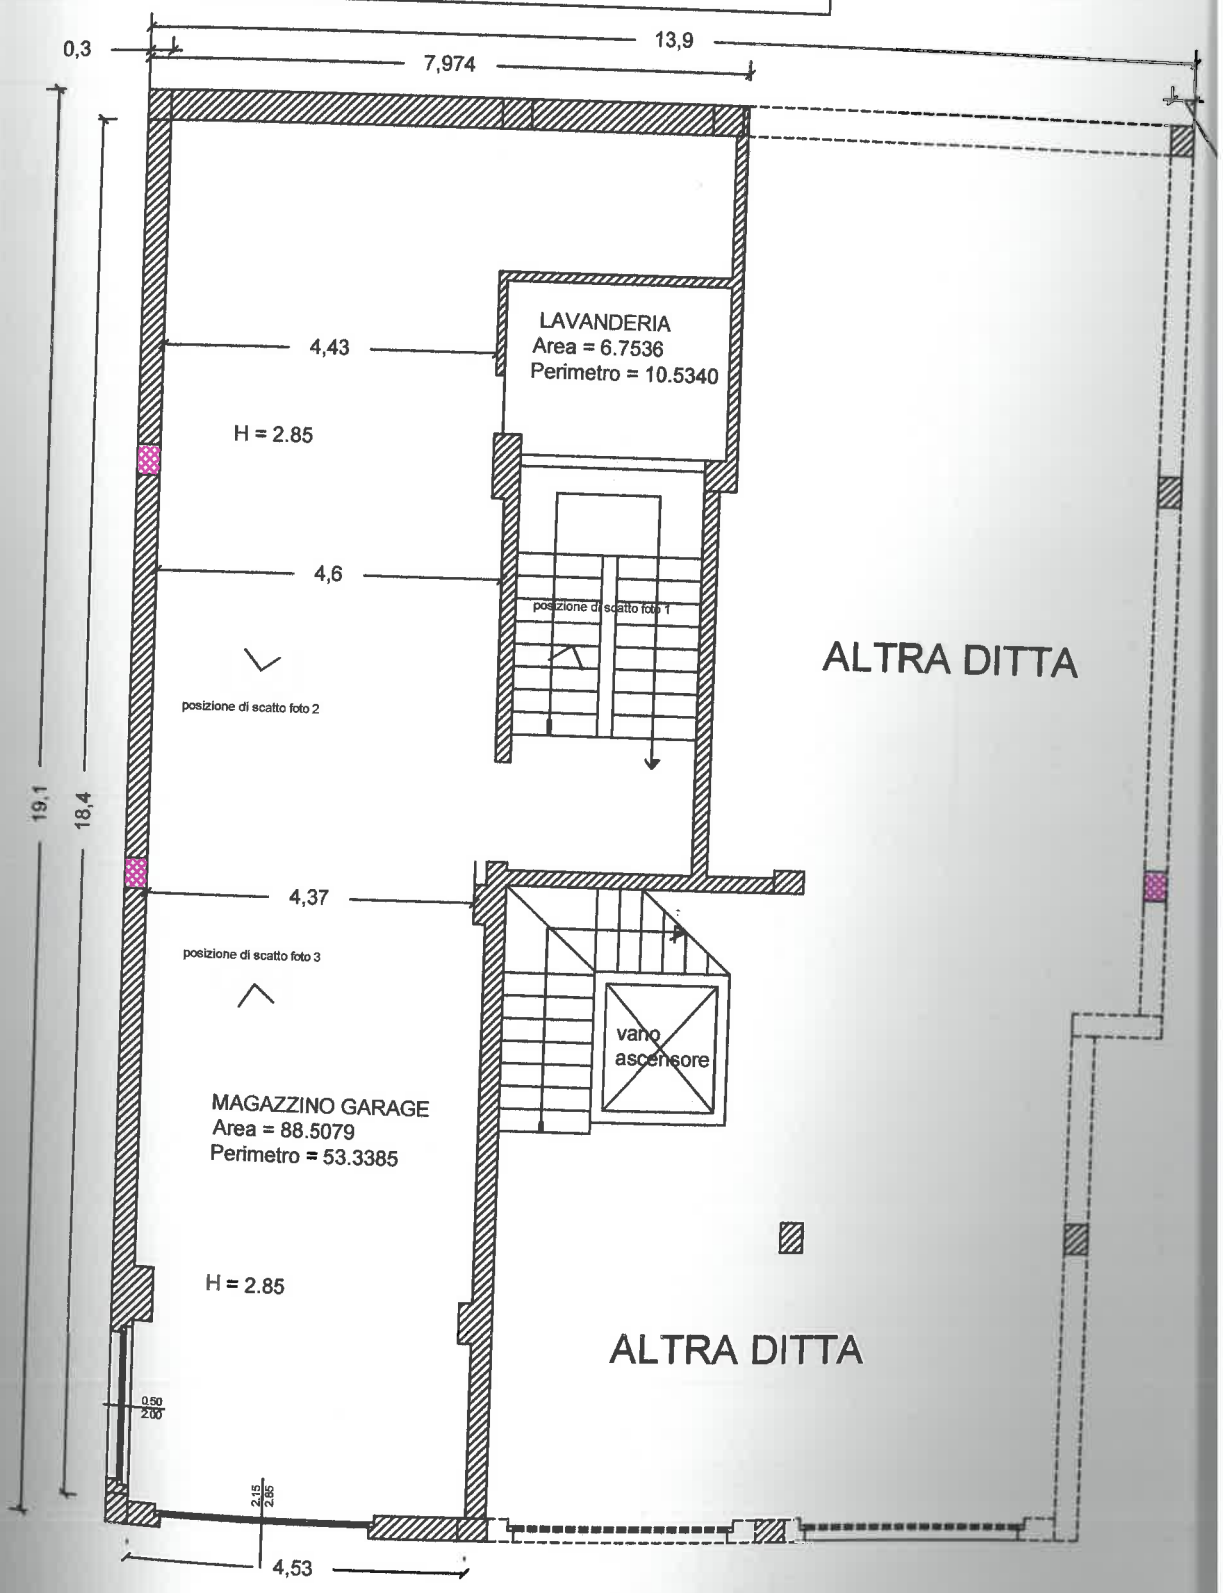 13,9
0,3
7,974
LAVANDERIA
Area = 6.7536
Perimetro = 10.5340
4,43
H = 2.85
4,6
posizione di scatto foto 1
ALTRA DITTA
posizione di scatto foto 2
19,1
18,4
4,37
posizione di scatto foto 3
vano
ascensore
MAGAZZINO GARAGE
Area = 88.5079
Perimetro = 53.3385
H = 2.85
ALTRA DITTA
0.50
2.00
2.15
2.85
4,53